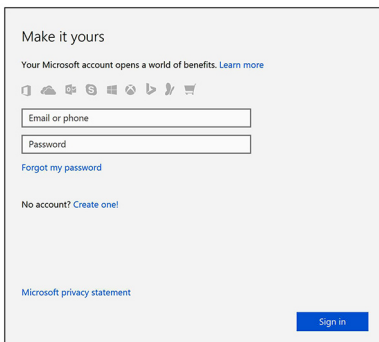 Make it yours
Your Microsoft account opens a world of benefits. Learn more
Email or phone
Password
Forgot my password
No account? Create one!
Microsoft privacy statement
Sign in